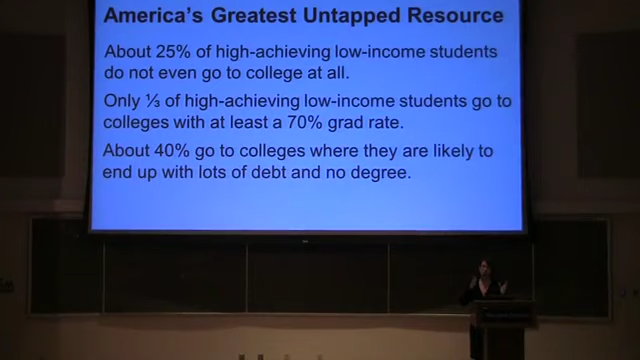 America's Greatest Untapped Resource
About 25% of high-achieving low-income students
do not even go to college at all.
Only ⅓ of high-achieving low-income students go to
colleges with at least a 70% grad rate.
About 40% go to colleges where they are likely to
end up with lots of debt and no degree.